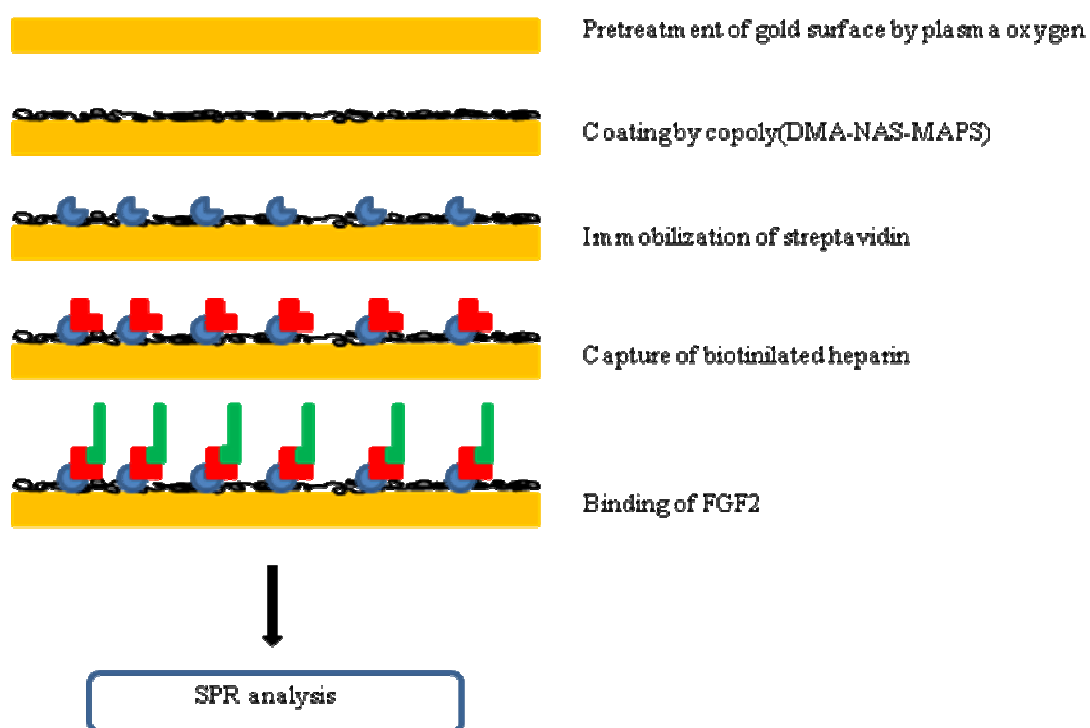 Pretreatment of gold surface by plasma oxygen
Coating by copoly(DMA-NAS-MAPS)
Immobilization of streptavidin
Capture of biotinilated heparin
Binding of FGF2
SPR analysis